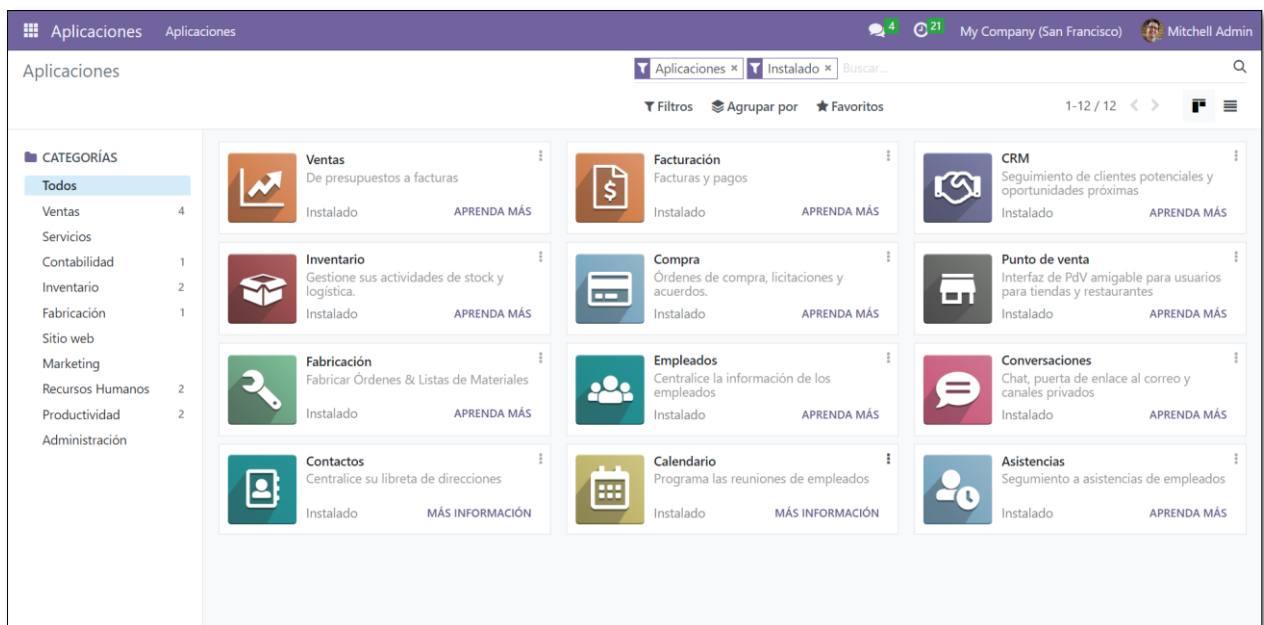 Aplicaciones Aplicaciones 4 21 My Company (San Francisco) Mitchell Admin
Aplicaciones
Aplicaciones × Instalado × Buscar...
Filtros Agrupar por Favoritos 1-12 / 12
CATEGORÍAS
Todos
Ventas 4
Servicios
Contabilidad 1
Inventario 2
Fabricación 1
Sitio web
Marketing
Recursos Humanos 2
Productividad 2
Administración
Ventas
De presupuestos a facturas
Instalado APRENDA MÁS
Facturación
Facturas y pagos
Instalado APRENDA MÁS
CRM
Seguimiento de clientes potenciales y
oportunidades próximas
Instalado APRENDA MÁS
Inventario
Gestione sus actividades de stock y
logística.
Instalado APRENDA MÁS
Compra
Órdenes de compra, licitaciones y
acuerdos.
Instalado APRENDA MÁS
Punto de venta
Interfaz de PdV amigable para usuarios
para tiendas y restaurantes
Instalado APRENDA MÁS
Fabricación
Fabricar Órdenes & Listas de Materiales
Instalado APRENDA MÁS
Empleados
Centralice la información de los
empleados
Instalado APRENDA MÁS
Conversaciones
Chat, puerta de enlace al correo y
canales privados
Instalado APRENDA MÁS
Contactos
Centralice su libreta de direcciones
Instalado MÁS INFORMACIÓN
Calendario
Programa las reuniones de empleados
Instalado MÁS INFORMACIÓN
Asistencias
Segumiento a asistencias de empleados
Instalado APRENDA MÁS